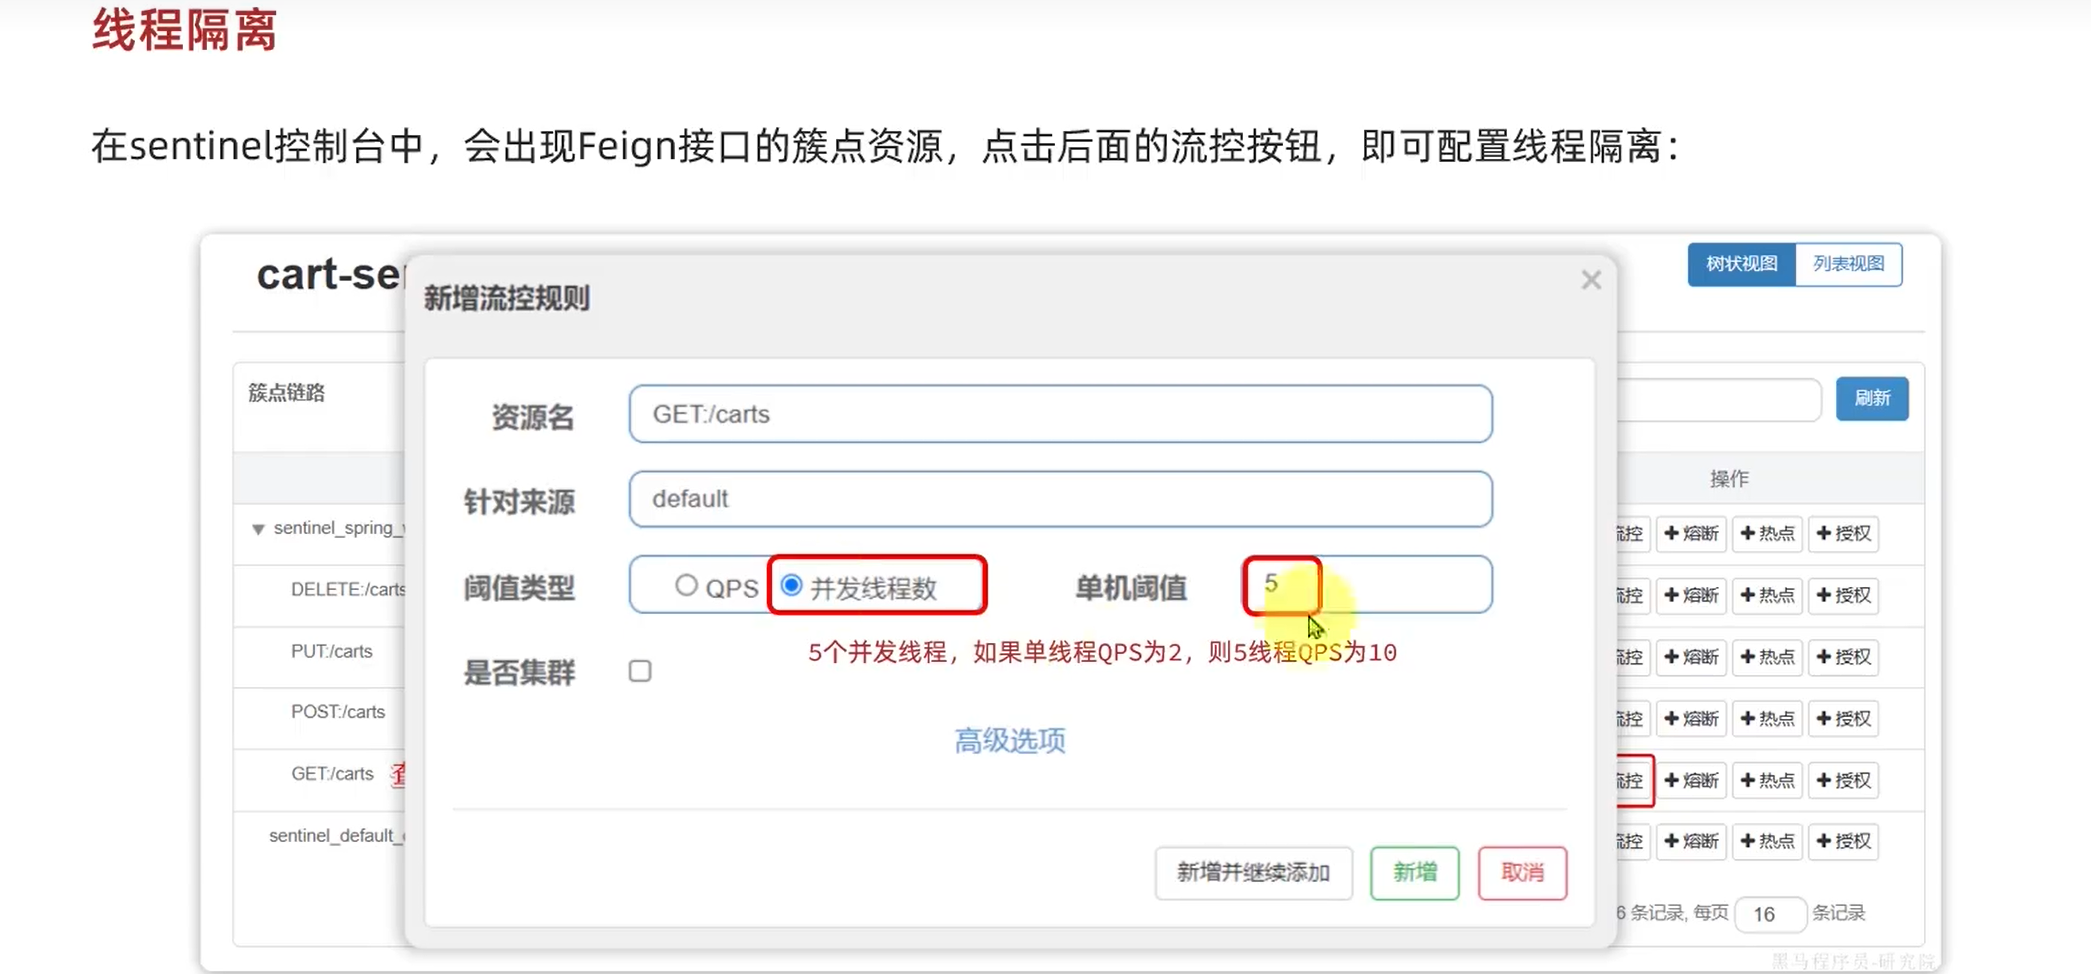 线程隔离
在sentinel控制台中，会出现Feign接口的簇点资源，点击后面的流控按钮，即可配置线程隔离：
cart-se
树状视图 列表视图
新增流控规则
×
簇点链路
刷新
资源名 GET:/carts
操作
针对来源 default
sentinel_spring_
流控 +熔断 +热点 +授权
阈值类型 QPS 并发线程数 单机阈值 5
DELETE:/carts
流控 +熔断 +热点 +授权
5个并发线程，如果单线程QPS为2，则5线程QPS为10
PUT:/carts
流控 +熔断 +热点 +授权
是否集群
POST:/carts
流控 +熔断 +热点 +授权
高级选项
GET:/carts 查
流控 +熔断 +热点 +授权
sentinel_default_
流控 +熔断 +热点 +授权
新增并继续添加 新增 取消
6 条记录, 每页 16 条记录
黑马程序员-研究院